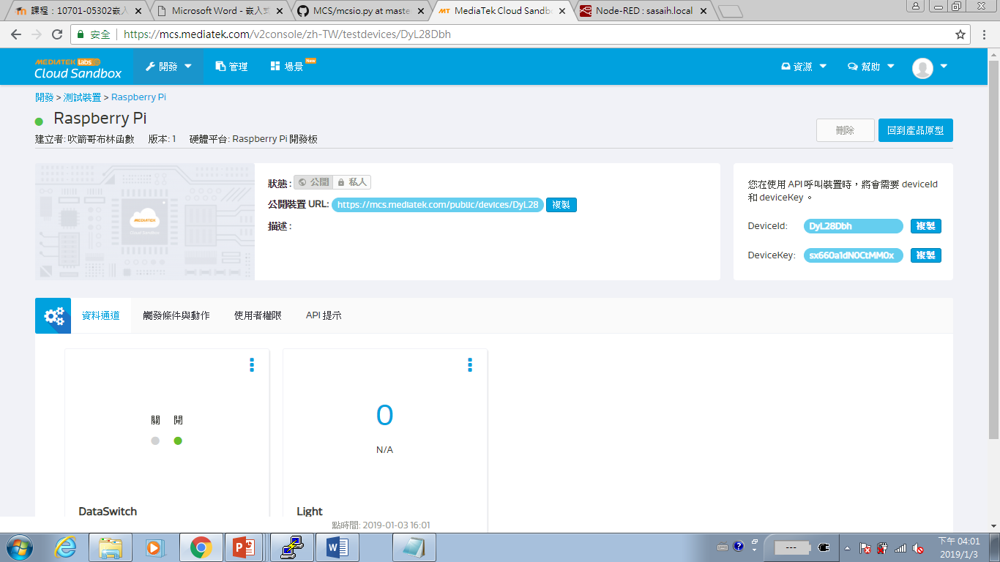 課程：10701-05302嵌入
Microsoft Word - 嵌入式
MCS/mcsio.py at maste
MediaTek Cloud Sandb
Node-RED : sasaih.local
安全 https://mcs.mediatek.com/v2console/zh-TW/testdevices/DyL28Dbh
MEDIATEK labs
Cloud Sandbox
開發 管理 場景 New 資源 幫助
開發 > 測試裝置 > Raspberry Pi
Raspberry Pi
建立者: 吹箭哥布林函數 版本: 1 硬體平台: Raspberry Pi 開發板
刪除 回到產品原型
MEDIATEK
Cloud Sandbox
狀態 : 公開 私人
公開裝置 URL: https://mcs.mediatek.com/public/devices/DyL28 複製
描述 :
您在使用 API 呼叫裝置時，將會需要 deviceId
和 deviceKey 。
DeviceId: DyL28Dbh 複製
DeviceKey: sx660a1dN0CtMM0x 複製
資料通道 觸發條件與動作 使用者權限 API 提示
關 開
DataSwitch
0
N/A
Light
點時間: 2019-01-03 16:01
---
下午 04:01
2019/1/3